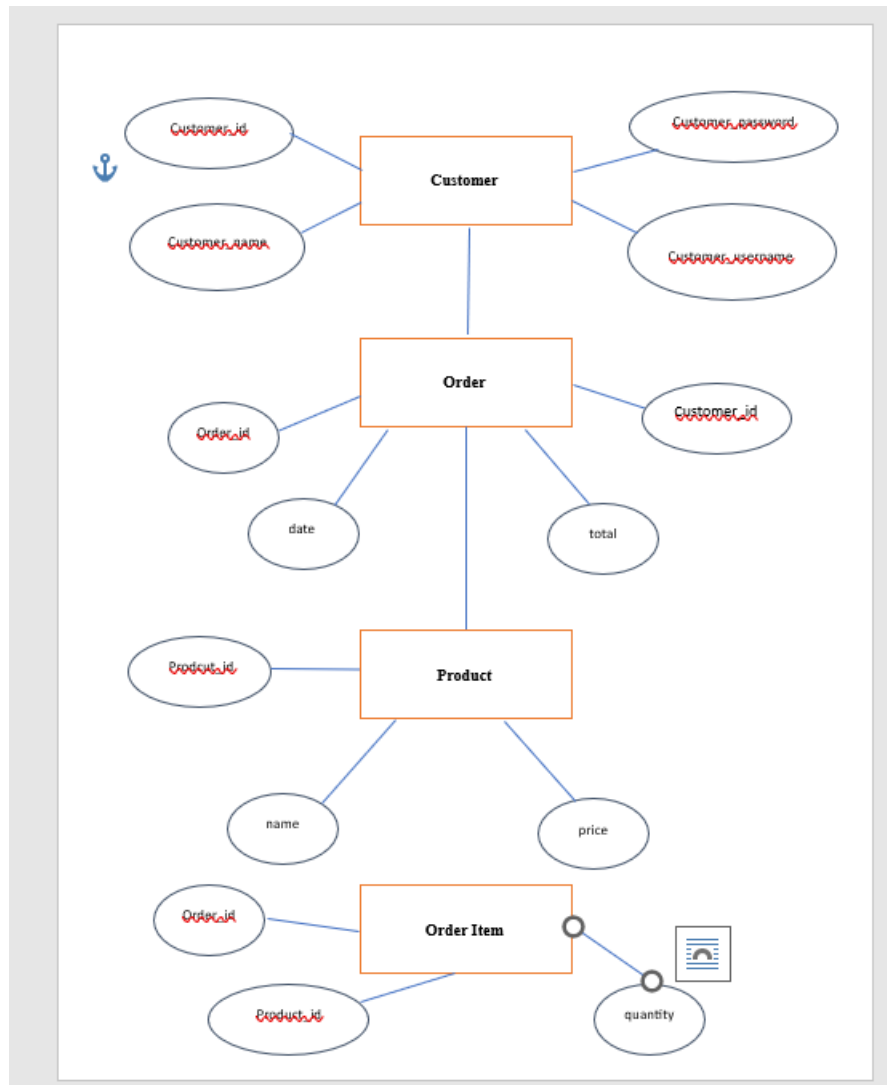 Customer_id
Customer_password
Customer
Customer_name
Customer_username
Order
Customer_id
Order_id
date
total
Prodcut_id
Product
name
price
Order_id
Order Item
Product_id
quantity